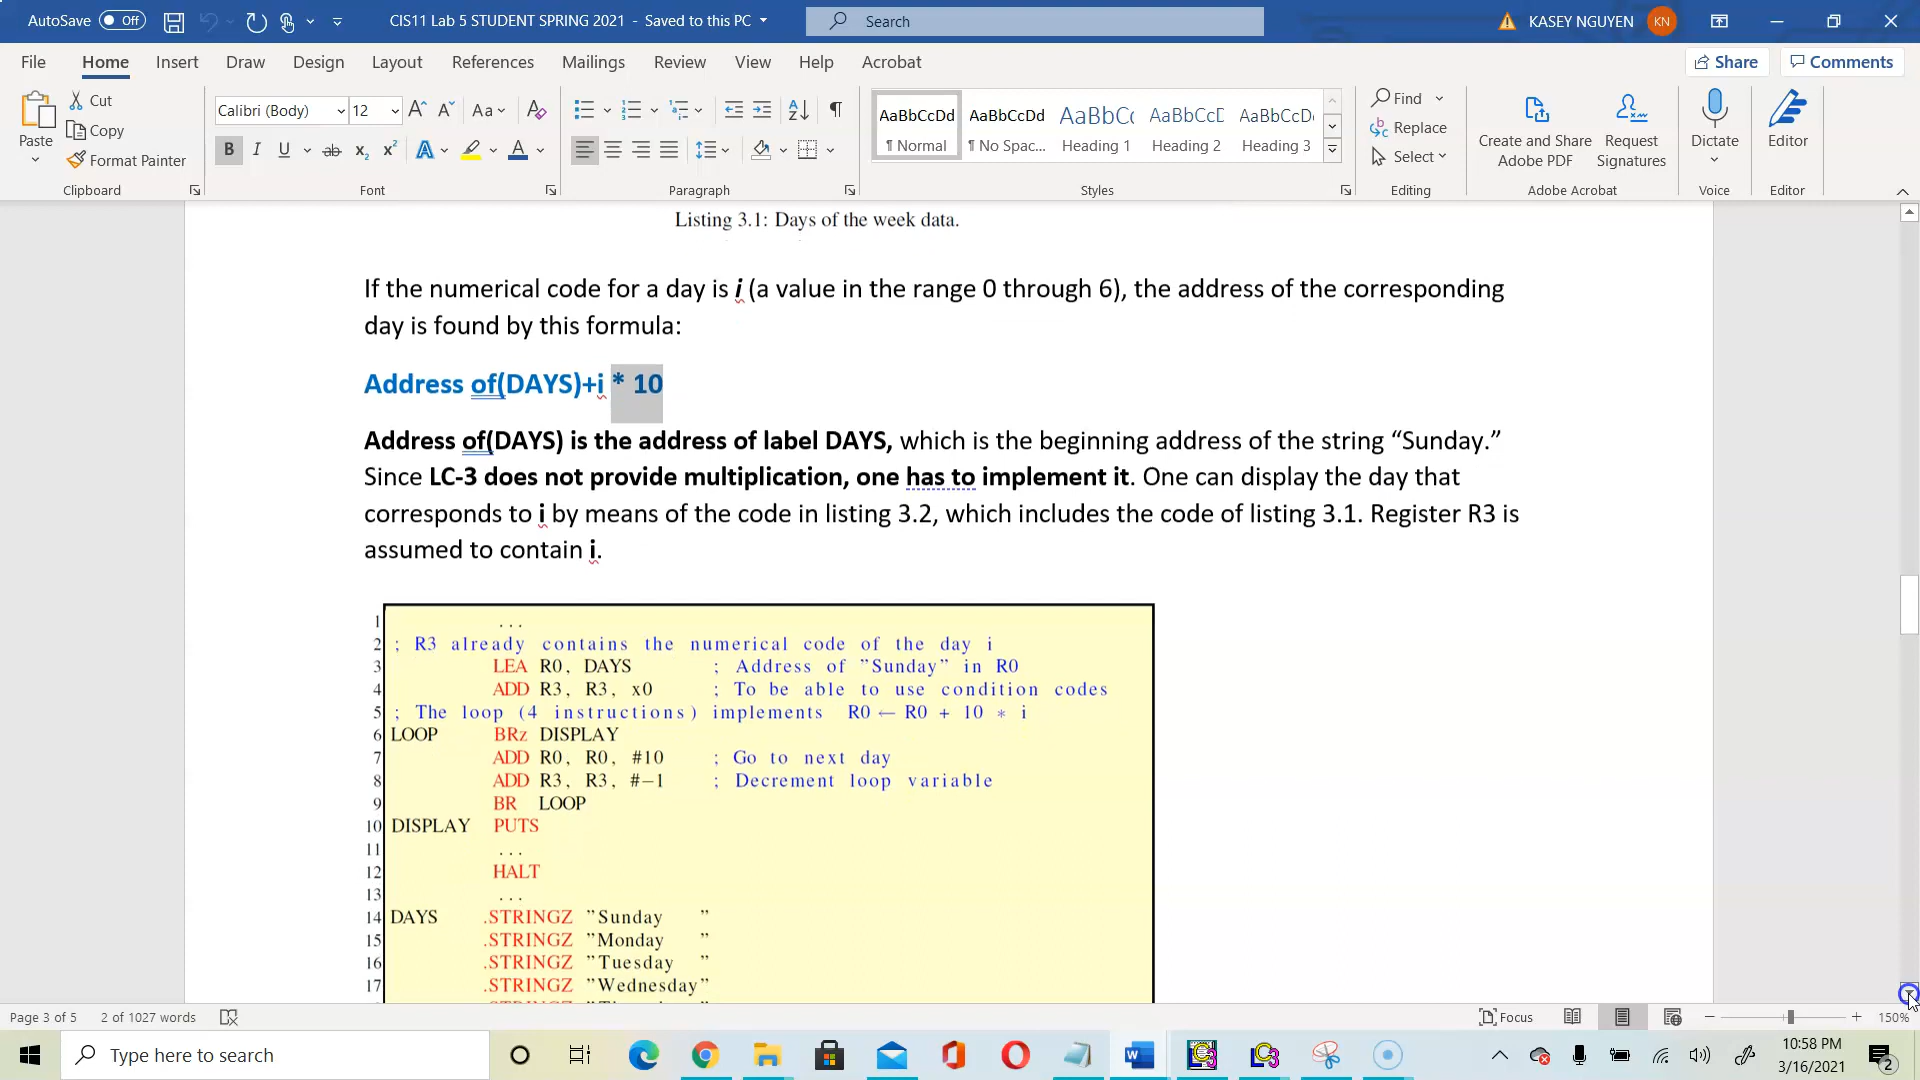 AutoSave Off CIS11 Lab 5 STUDENT SPRING 2021 - Saved to this PC Search KASEY NGUYEN KN
File Home Insert Draw Design Layout References Mailings Review View Help Acrobat Share Comments
Paste Cut Copy Format Painter
Clipboard
Calibri (Body) 12
Font
Paragraph
AaBbCcDd AaBbCcDd
¶ Normal ¶ No Spac... Heading 1 Heading 2 Heading 3
Styles
Find
Replace
Select
Editing
Create and Share Adobe PDF
Request Signatures
Adobe Acrobat
Dictate
Voice
Editor
Editor
Listing 3.1: Days of the week data.
If the numerical code for a day is i (a value in the range 0 through 6), the address of the corresponding
day is found by this formula:
Address of(DAYS)+i * 10
Address of(DAYS) is the address of label DAYS, which is the beginning address of the string “Sunday.”
Since LC-3 does not provide multiplication, one has to implement it. One can display the day that
corresponds to i by means of the code in listing 3.2, which includes the code of listing 3.1. Register R3 is
assumed to contain i.
1 ...
2 ; R3 already contains the numerical code of the day i
3 LEA R0, DAYS ; Address of ”Sunday” in R0
4 ADD R3, R3, x0 ; To be able to use condition codes
5 ; The loop (4 instructions) implements R0 ← R0 + 10 * i
6 LOOP BRz DISPLAY
7 ADD R0, R0, #10 ; Go to next day
8 ADD R3, R3, #−1 ; Decrement loop variable
9 BR LOOP
10 DISPLAY PUTS
11 ...
12 HALT
13 ...
14 DAYS .STRINGZ ”Sunday ”
15 .STRINGZ ”Monday ”
16 .STRINGZ ”Tuesday ”
17 .STRINGZ ”Wednesday”
Page 3 of 5 2 of 1027 words Focus 150%
Type here to search
10:58 PM
3/16/2021
2